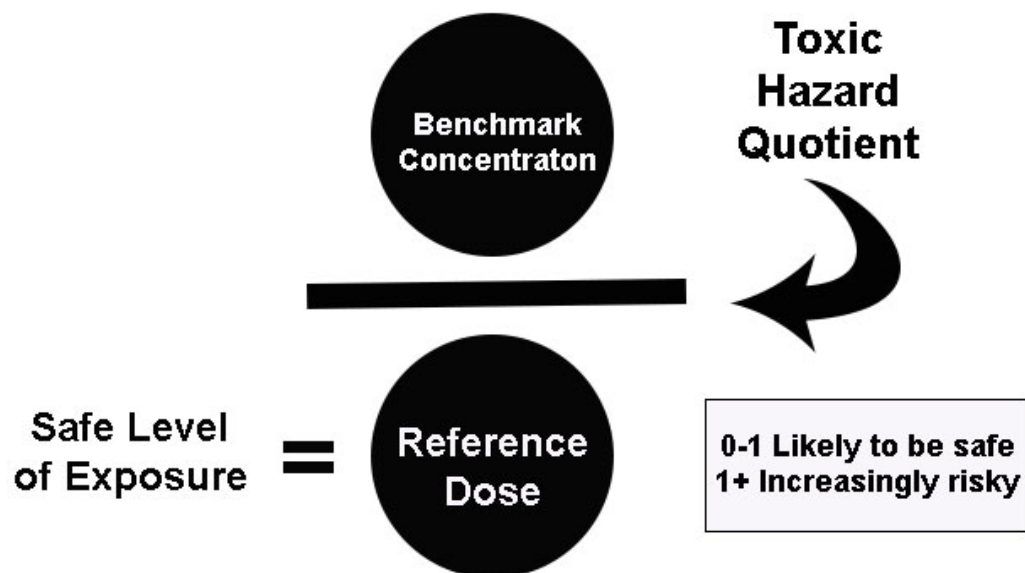 Benchmark
Concentraton
Toxic
Hazard
Quotient
Safe Level
of Exposure
=
Reference
Dose
0-1 Likely to be safe
1+ Increasingly risky